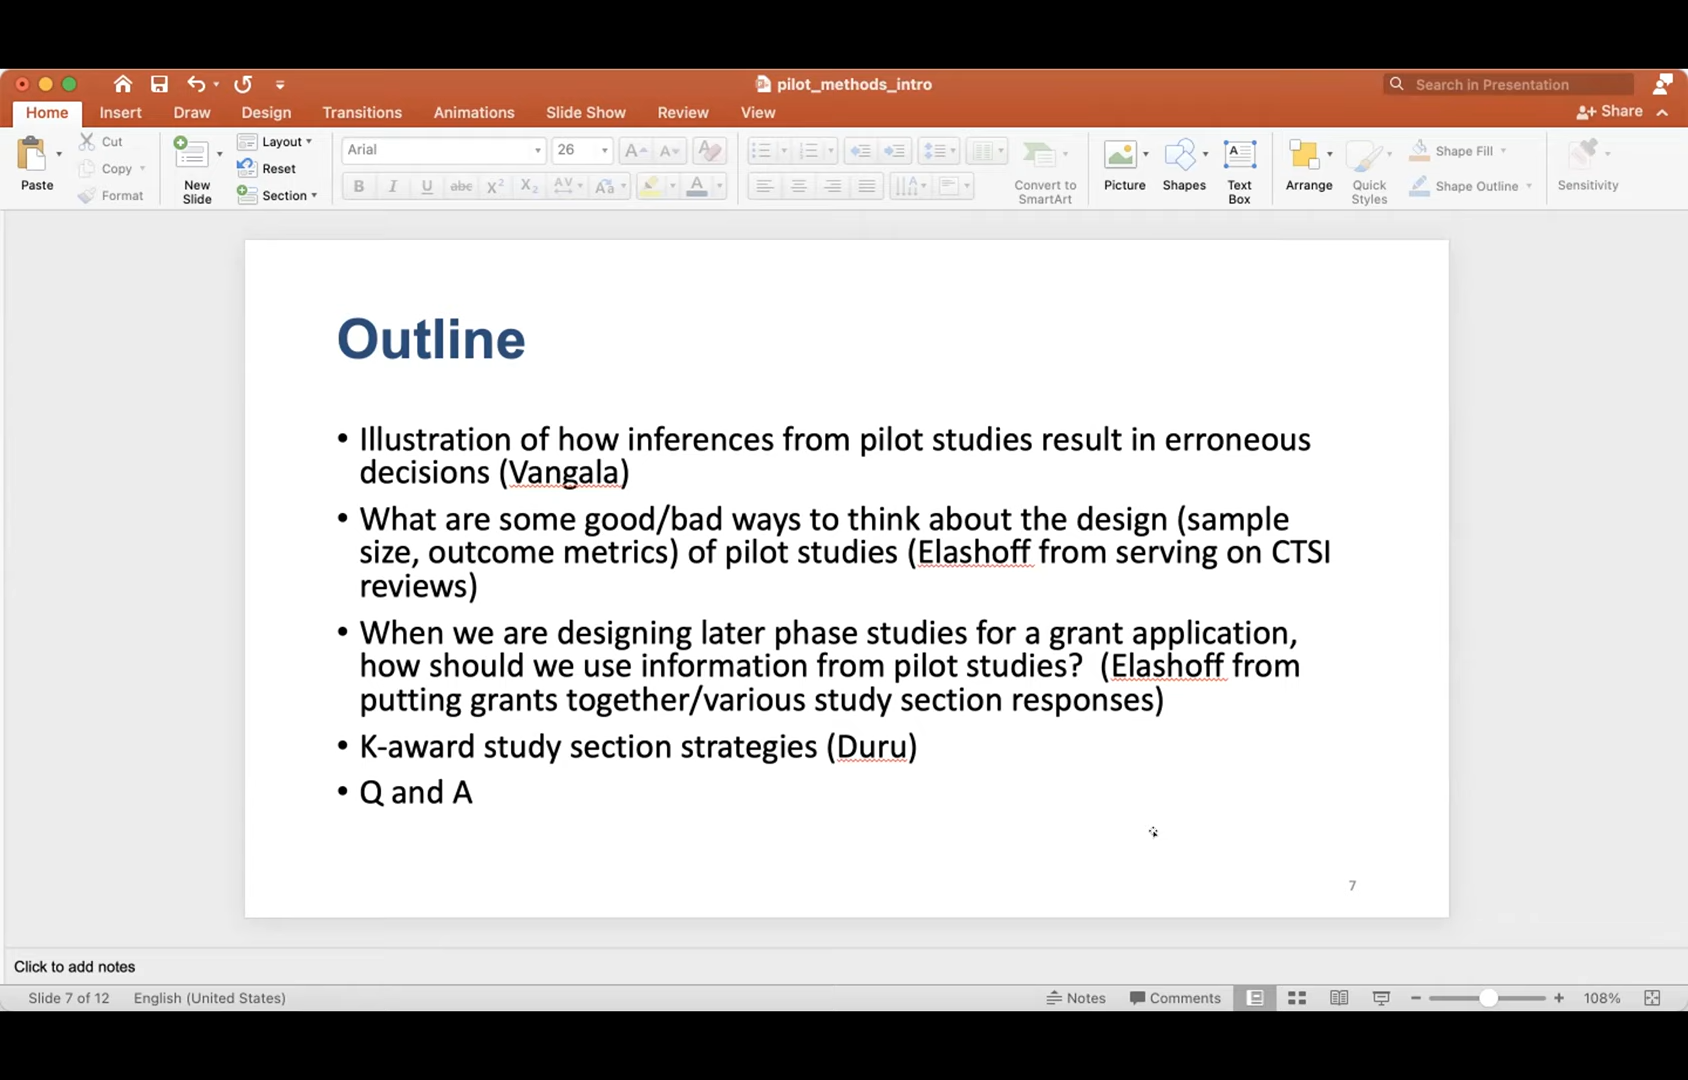 pilot_methods_intro
Search in Presentation
Home Insert Draw Design Transitions Animations Slide Show Review View
Share
Paste
Cut
Copy
Format
New
Slide
Layout
Reset
Section
Arial
26
Convert to
SmartArt
Picture
Shapes
Text
Box
Arrange
Quick
Styles
Shape Fill
Shape Outline
Sensitivity
Outline
• Illustration of how inferences from pilot studies result in erroneous
decisions (Vangala)
• What are some good/bad ways to think about the design (sample
size, outcome metrics) of pilot studies (Elashoff from serving on CTSI
reviews)
• When we are designing later phase studies for a grant application,
how should we use information from pilot studies? (Elashoff from
putting grants together/various study section responses)
• K-award study section strategies (Duru)
• Q and A
7
Click to add notes
Slide 7 of 12 English (United States) Notes Comments 108%